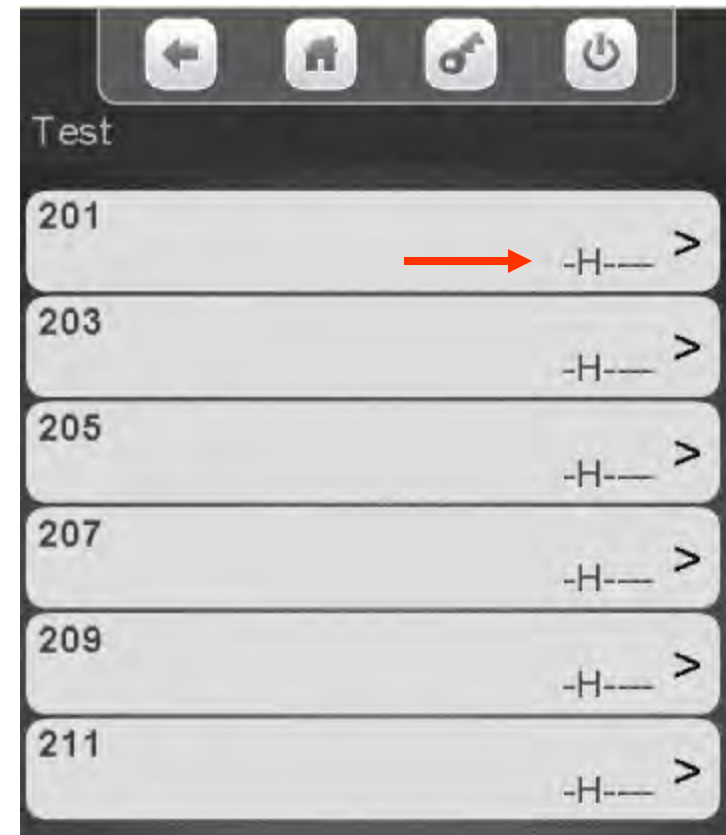 Test
201
-H---- >
203
-H---- >
205
-H---- >
207
-H---- >
209
-H---- >
211
-H---- >